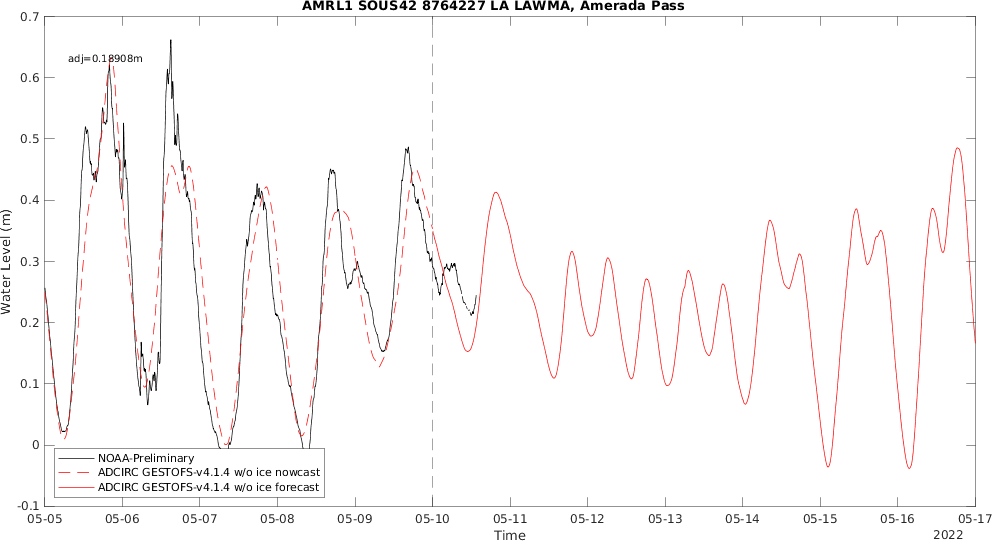 AMRL1 SOUS42 8764227 LA LAWMA, Amerada Pass
adj=0.18908m
Water Level (m)
0.7
0.6
0.5
0.4
0.3
0.2
0.1
0
-0.1
NOAA-Preliminary
ADCIRC GESTOFS-v4.1.4 w/o ice nowcast
ADCIRC GESTOFS-v4.1.4 w/o ice forecast
05-05 05-06 05-07 05-08 05-09 05-10 05-11 05-12 05-13 05-14 05-15 05-16 05-17
Time
2022